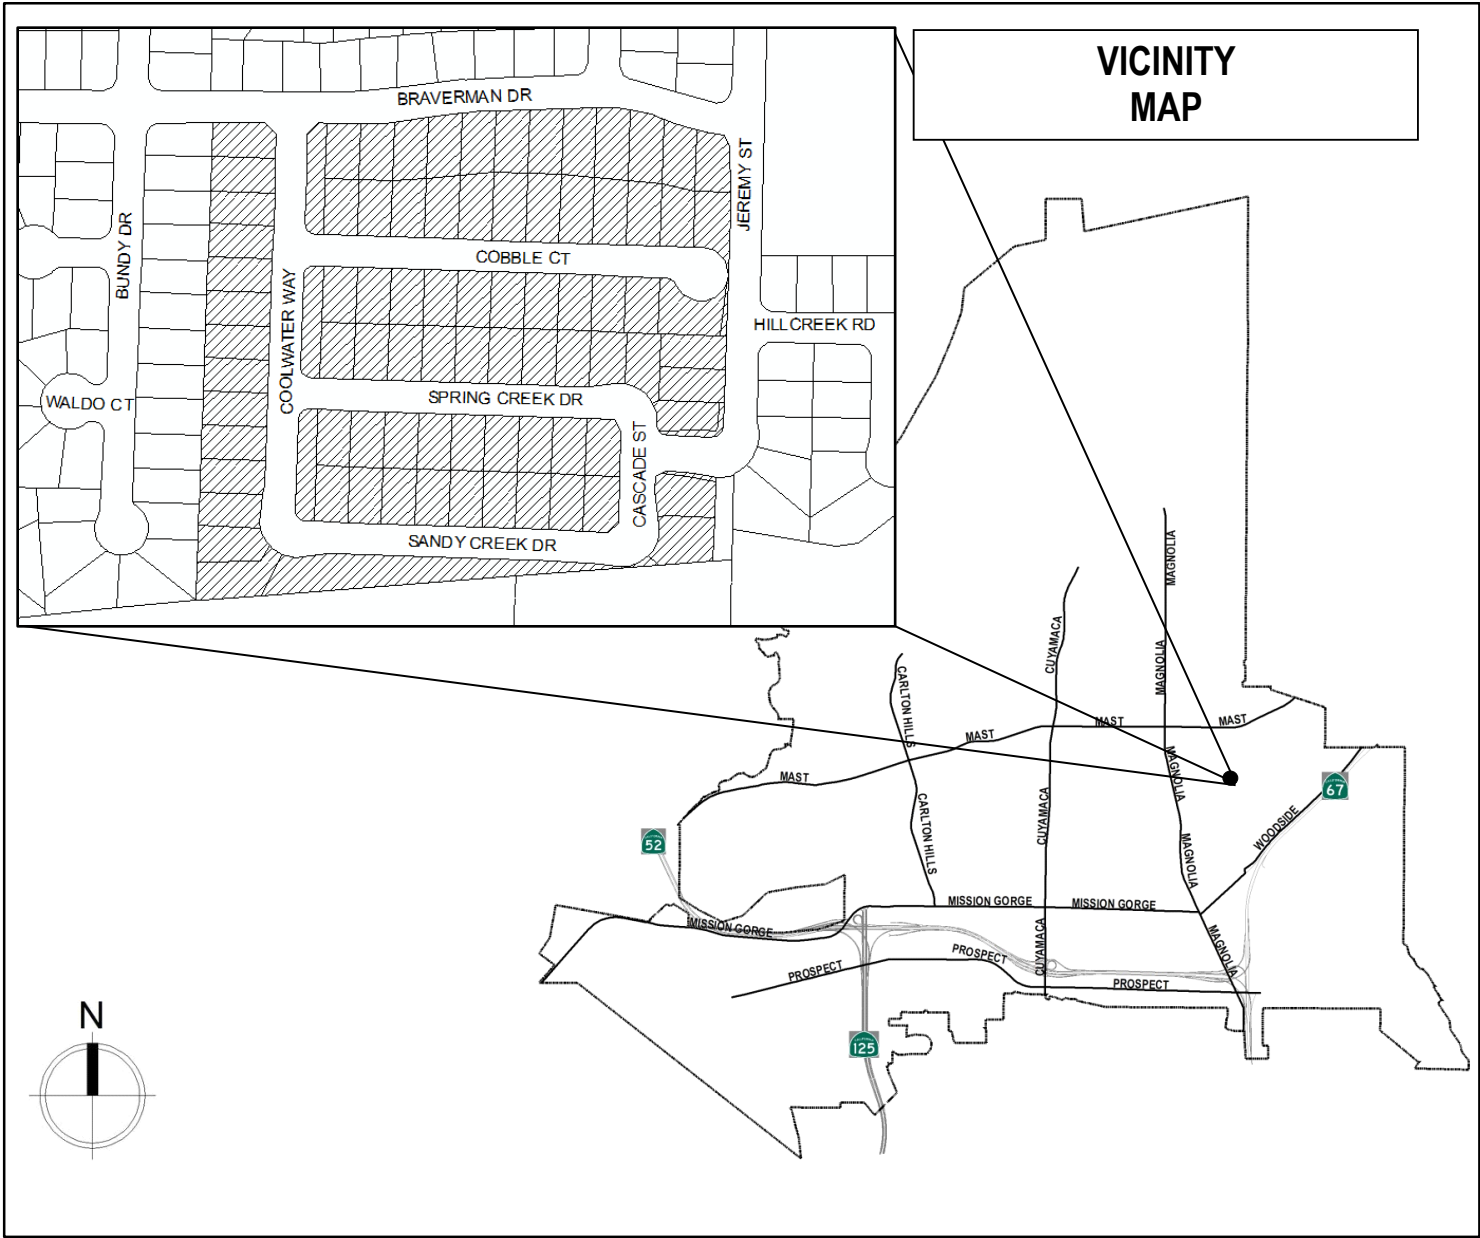 VICINITY
MAP
BRAVERMAN DR
JEREMY ST
BUNDY DR
COBBLE CT
COOLWATER WAY
HILLCREEK RD
WALDO CT
SPRING CREEK DR
CASCADE ST
SANDY CREEK DR
MAGNOLIA
CUYAMACA
MAGNOLIA
CARLTON HILLS
MAST
MAST
MAST
MAST
MAGNOLIA
67
CUYAMACA
CARLTON HILLS
WOODSIDE
52
MAGNOLIA
MISSION GORGE
MISSION GORGE
MISSION GORGE
MAGNOLIA
CUYAMACA
PROSPECT
PROSPECT
PROSPECT
N
125